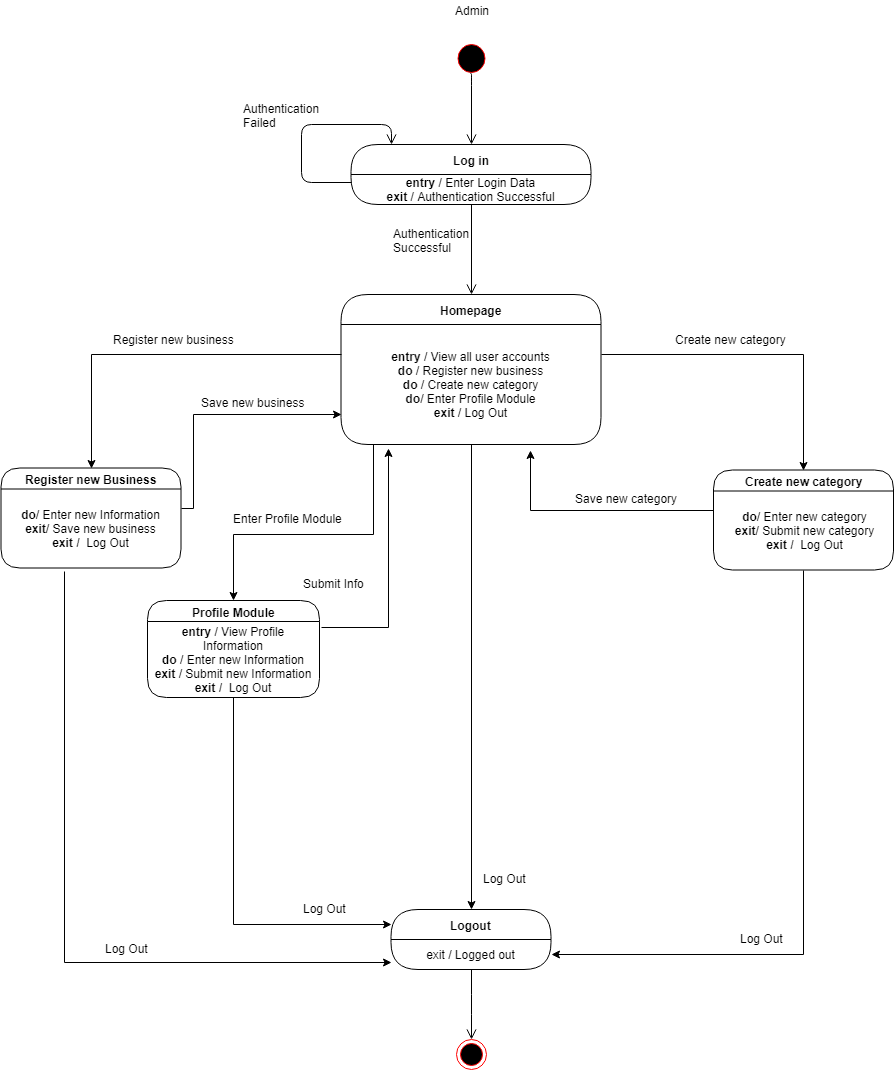 Admin
Authentication
Failed
Log in
entry / Enter Login Data
exit / Authentication Successful
Authentication
Successful
Homepage
entry / View all user accounts
do / Register new business
do / Create new category
do/ Enter Profile Module
exit / Log Out
Register new business
Create new category
Save new business
Register new Business
do/ Enter new Information
exit/ Save new business
exit /  Log Out
Create new category
do/ Enter new category
exit/ Submit new category
exit /  Log Out
Save new category
Enter Profile Module
Submit Info
Profile Module
entry / View Profile
Information
do / Enter new Information
exit / Submit new Information
exit /  Log Out
Log Out
Log Out
Log Out
Log Out
Logout
exit / Logged out